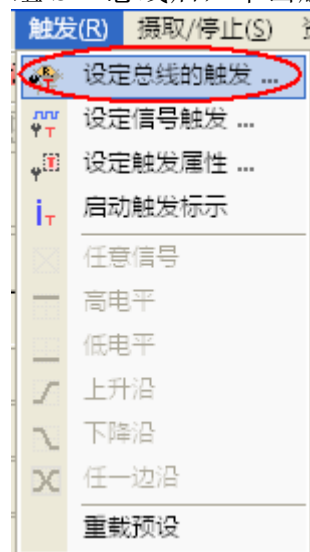 触发(R) 摄取/停止(S)
设定总线的触发 ...
设定信号触发 ...
设定触发属性 ...
启动触发标示
任意信号
高电平
低电平
上升沿
下降沿
任一边沿
重载预设